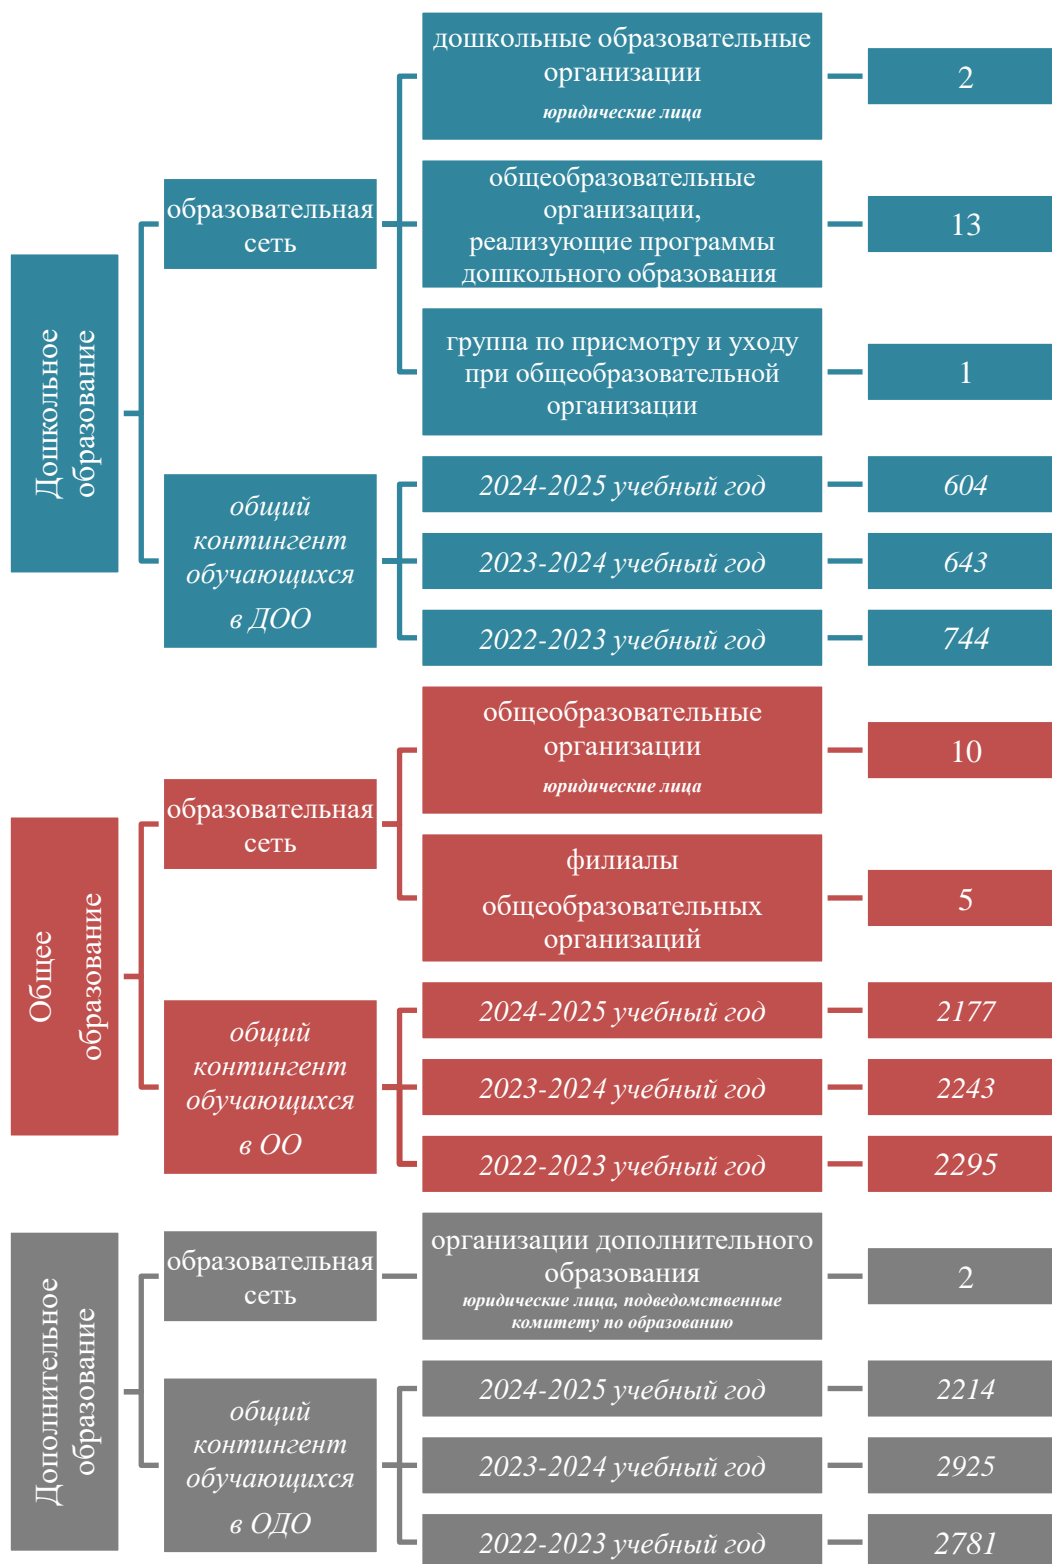 Дошкольное
образование
образовательная
сеть
дошкольные образовательные
организации
юридические лица
2
общеобразовательные
организации,
реализующие программы
дошкольного образования
13
группа по присмотру и уходу
при общеобразовательной
организации
1
общий
контингент
обучающихся
в ДОО
2024-2025 учебный год
604
2023-2024 учебный год
643
2022-2023 учебный год
744
Общее
образование
образовательная
сеть
общеобразовательные
организации
юридические лица
10
филиалы
общеобразовательных
организаций
5
общий
контингент
обучающихся
в ОО
2024-2025 учебный год
2177
2023-2024 учебный год
2243
2022-2023 учебный год
2295
Дополнительное
образование
образовательная
сеть
организации дополнительного
образования
юридические лица, подведомственные
комитету по образованию
2
общий
контингент
обучающихся
в ОДО
2024-2025 учебный год
2214
2023-2024 учебный год
2925
2022-2023 учебный год
2781